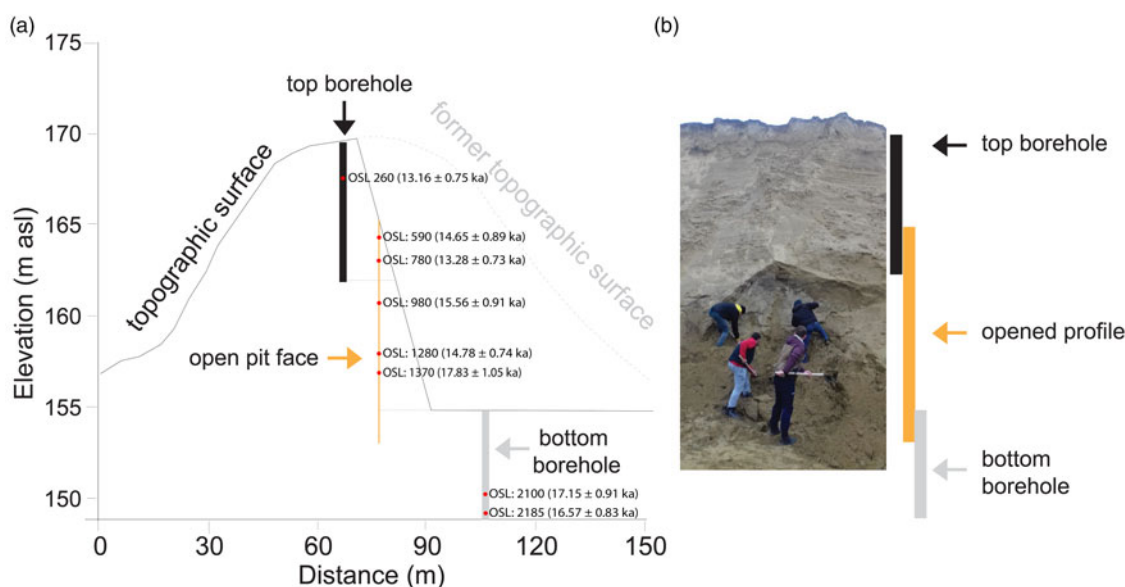 (a)
Elevation (m asl)
175
170
165
160
155
150
0
30
60
90
120
150
Distance (m)
top borehole
topographic surface
former topographic surface
OSL 260 (13.16 ± 0.75 ka)
OSL: 590 (14.65 ± 0.89 ka)
OSL: 780 (13.28 ± 0.73 ka)
OSL: 980 (15.56 ± 0.91 ka)
open pit face
OSL: 1280 (14.78 ± 0.74 ka)
OSL: 1370 (17.83 ± 1.05 ka)
bottom
borehole
OSL: 2100 (17.15 ± 0.91 ka)
OSL: 2185 (16.57 ± 0.83 ka)
(b)
top borehole
opened profile
bottom
borehole